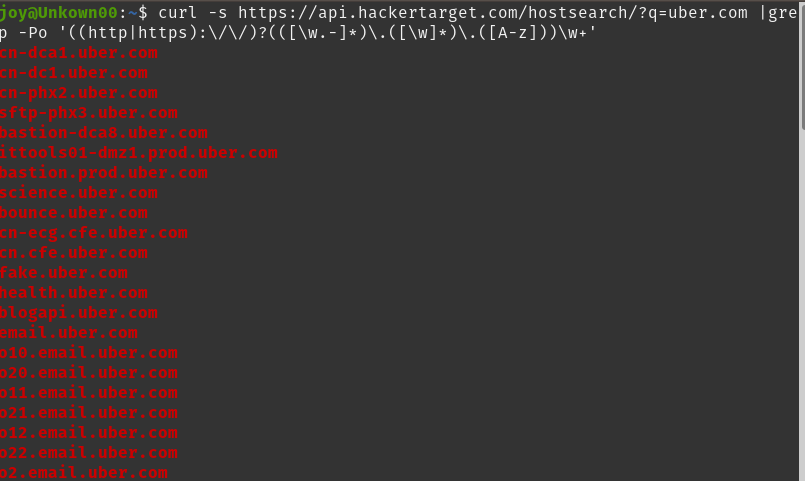 joy@Unkown00:~$ curl -s https://api.hackertarget.com/hostsearch/?q=uber.com |gre
p -Po '((http|https):\/\/)?(([\w.-]*)\.([\w]*)\.([A-z]))\w+'
cn-dca1.uber.com
cn-dc1.uber.com
cn-phx2.uber.com
sftp-phx3.uber.com
bastion-dca8.uber.com
ittools01-dmz1.prod.uber.com
bastion.prod.uber.com
science.uber.com
bounce.uber.com
cn-ecg.cfe.uber.com
cn.cfe.uber.com
fake.uber.com
health.uber.com
blogapi.uber.com
email.uber.com
o10.email.uber.com
o20.email.uber.com
o11.email.uber.com
o21.email.uber.com
o12.email.uber.com
o22.email.uber.com
o2.email.uber.com